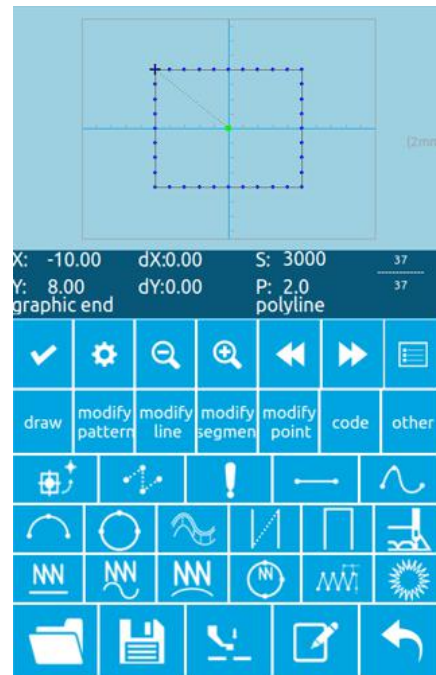 (2mm
X: -10.00 dX:0.00 S: 3000 37
Y: 8.00 dY:0.00 P: 2.0 37
graphic end polyline
draw modify pattern modify line modify segmen modify point code other